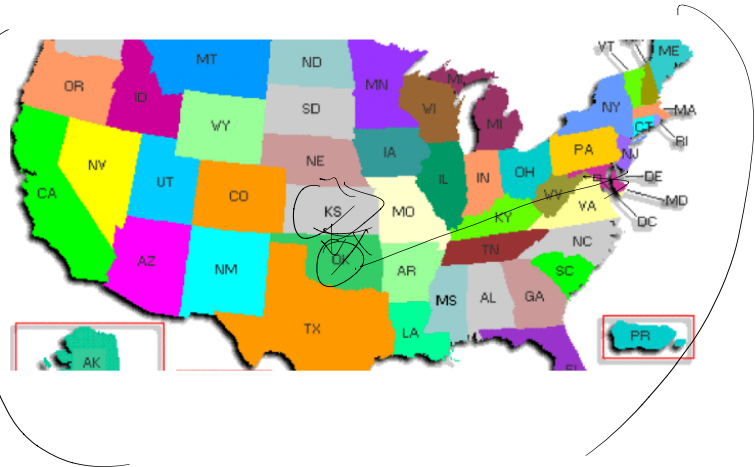 VT
ME
MT
ND
MN
MI
OR
ID
SD
WI
NY
MA
WY
MI
CT
RI
NV
NE
IA
PA
NJ
CA
UT
CO
IL
IN
OH
DE
KS
MO
WV
VA
MD
KY
DC
AZ
NM
OK
TN
NC
AR
SC
MS
AL
GA
TX
LA
PR
AK